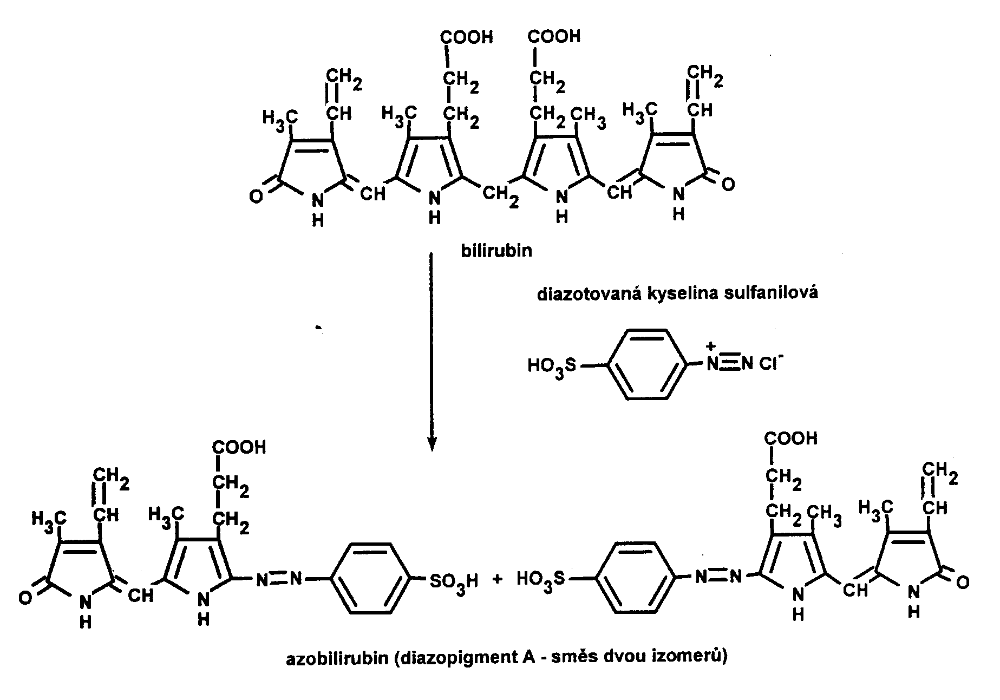 COOH COOH
CH2 CH2 CH2 CH2
H3C CH H3C CH2 CH2 CH3 H3C CH
O N H CH N H CH2 N H CH N H O
bilirubin
diazotovaná kyselina sulfanilová
HO3S N+ N Cl-
COOH COOH
CH2 CH2 CH2 CH2
H3C CH H3C CH2 CH2 CH3 H3C CH
O N H CH N H N N SO3H + HO3S N N N H CH N H O
azobilirubin (diazopigment A - směs dvou izomerů)